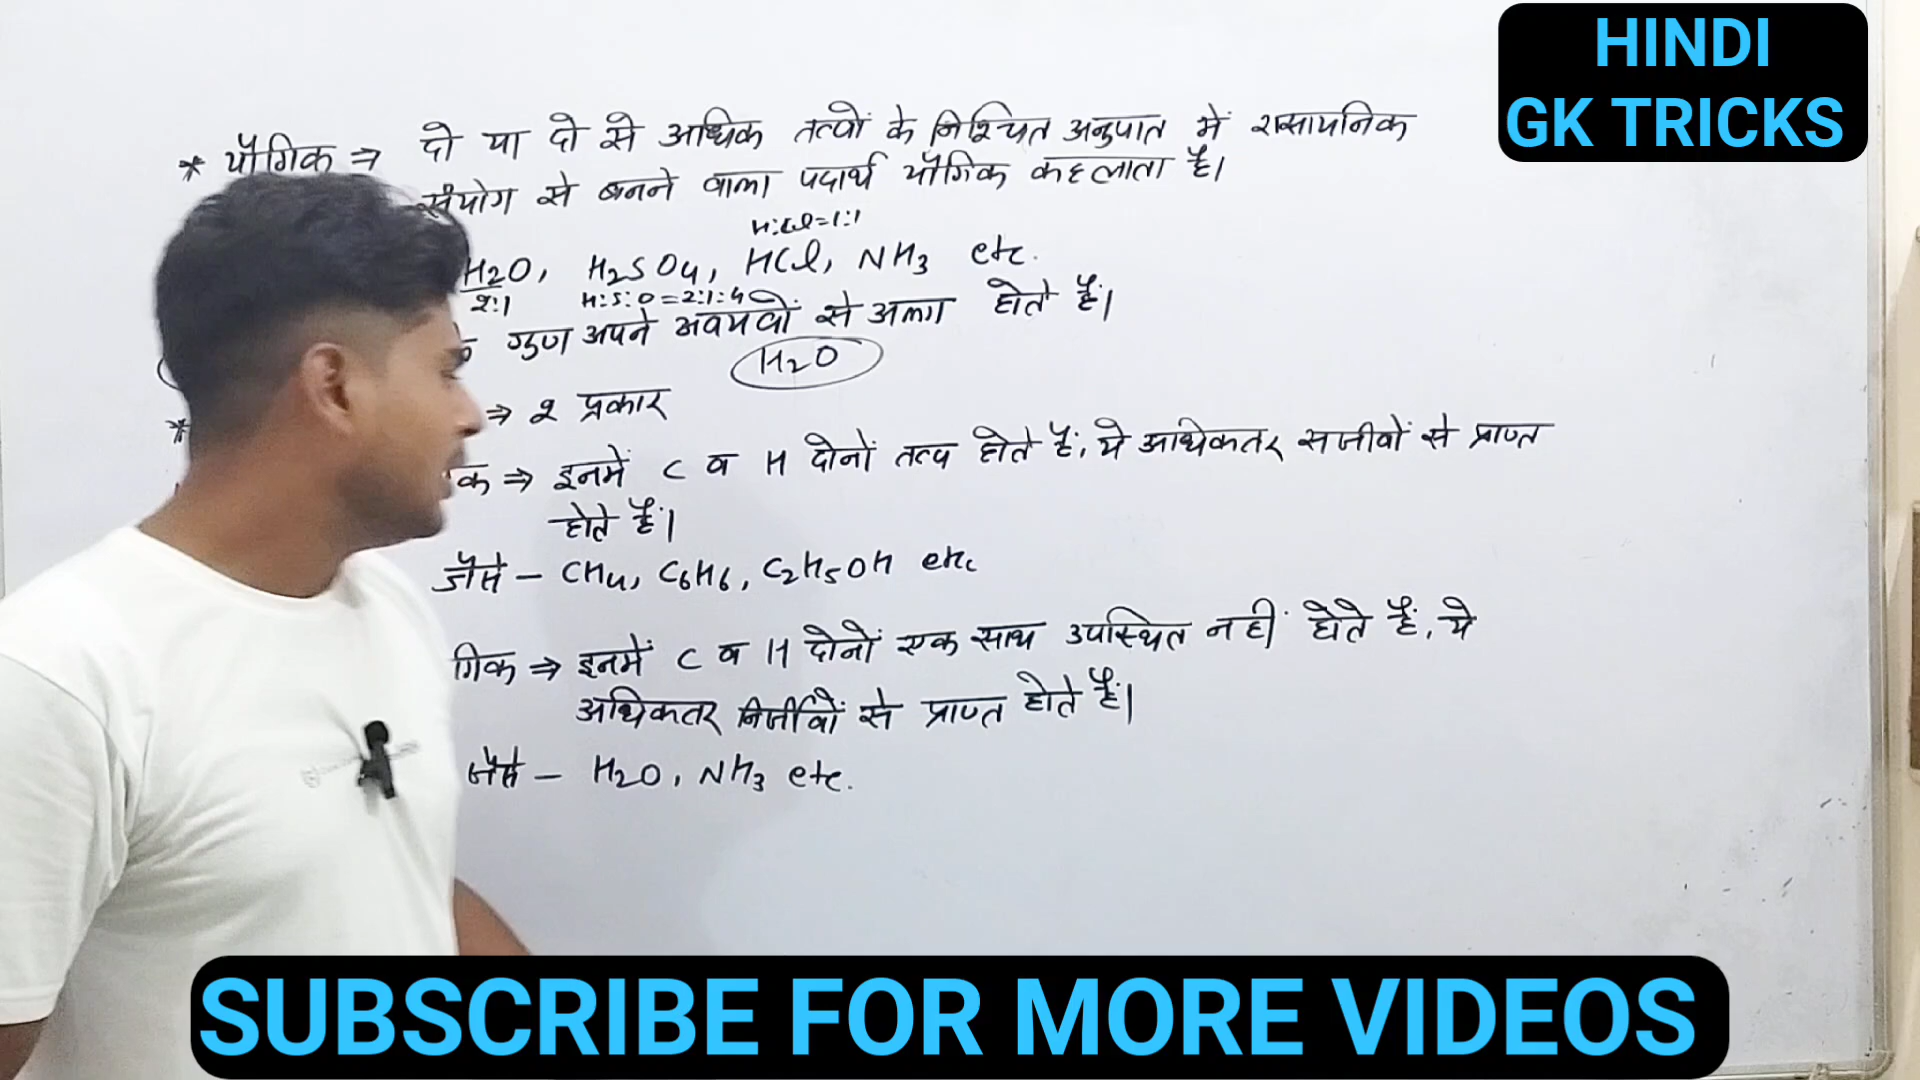 HINDI
GK TRICKS
* यौगिक ⇒ दो या दो से अधिक तत्वों के निश्चित अनुपात में रासायनिक
संयोग से बनने वाला पदार्थ यौगिक कहलाता है।
H:Cl=1:1
H2O, H2SO4, HCl, NH3 etc.
2:1 H:S:O=2:1:4
के गुण अपने अवयवों से अलग होते हैं।
H2O
* ⇒ 2 प्रकार
क ⇒ इनमें C व H दोनों तत्व होते हैं, ये अधिकतर सजीवों से प्राप्त
होते हैं।
जैसे - CH4, C6H6, C2H5OH etc
गिक ⇒ इनमें C व H दोनों एक साथ उपस्थित नहीं होते हैं, ये
अधिकतर निर्जीवों से प्राप्त होते हैं।
जैसे - H2O, NH3 etc.
SUBSCRIBE FOR MORE VIDEOS